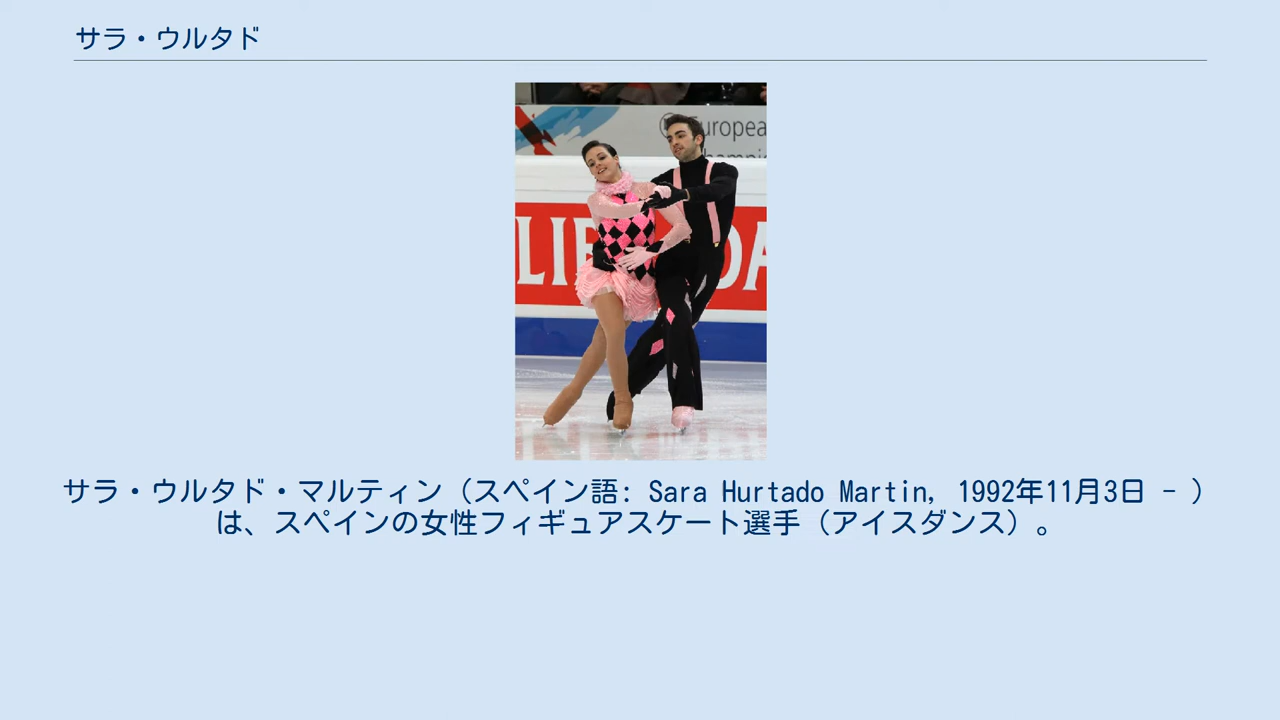 サラ・ウルタド
European
LIE
DA
サラ・ウルタド・マルティン（スペイン語: Sara Hurtado Martin, 1992年11月3日 - ）
は、スペインの女性フィギュアスケート選手（アイスダンス）。